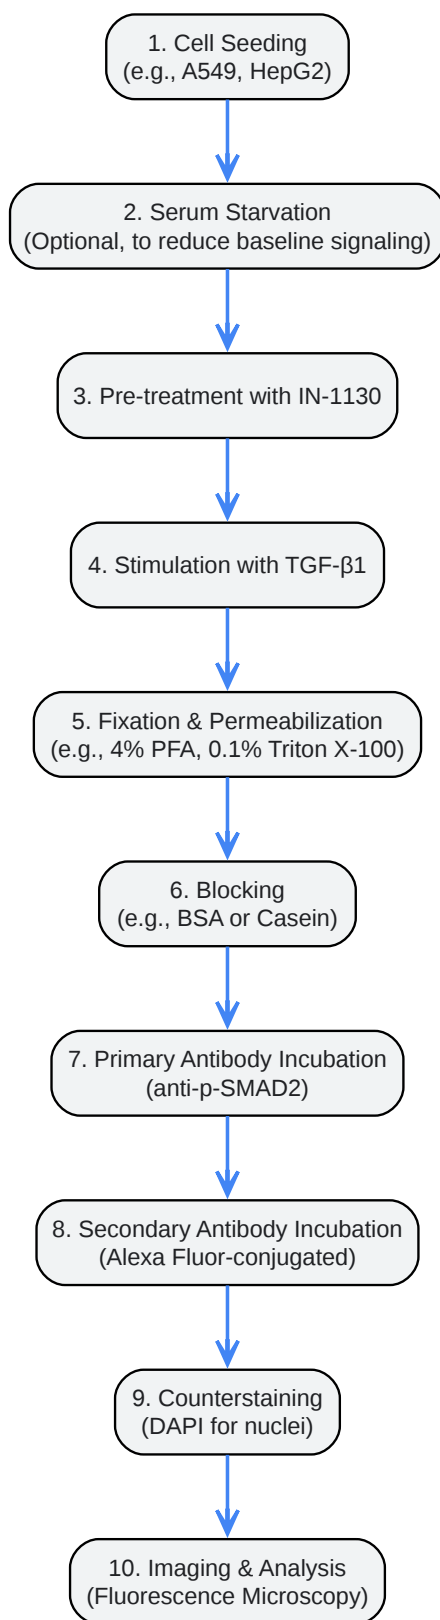 1. Cell Seeding
(e.g., A549, HepG2)
2. Serum Starvation
(Optional, to reduce baseline signaling)
3. Pre-treatment with IN-1130
4. Stimulation with TGF-β1
5. Fixation & Permeabilization
(e.g., 4% PFA, 0.1% Triton X-100)
6. Blocking
(e.g., BSA or Casein)
7. Primary Antibody Incubation
(anti-p-SMAD2)
8. Secondary Antibody Incubation
(Alexa Fluor-conjugated)
9. Counterstaining
(DAPI for nuclei)
10. Imaging & Analysis
(Fluorescence Microscopy)